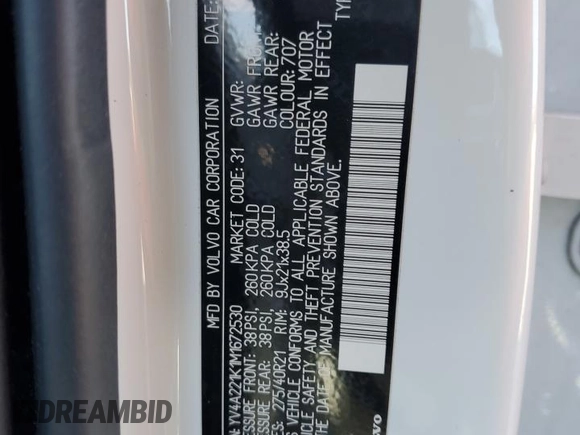 MFD BY VOLVO CAR CORPORATION DATE:
YV4A221K1M1672530 MARKET CODE: 31 GVWR:
PRESSURE FRONT: 38PSI, 260KPA COLD GAWR FRONT:
PRESSURE REAR: 38PSI, 260KPA COLD GAWR REAR:
275/40R21 RIM: 9JX21x38.5 COLOUR: 707
VEHICLE CONFORMS TO ALL APPLICABLE FEDERAL MOTOR
VEHICLE SAFETY AND THEFT PREVENTION STANDARDS IN EFFECT
THE DATE OF MANUFACTURE SHOWN ABOVE.
DREAMBID